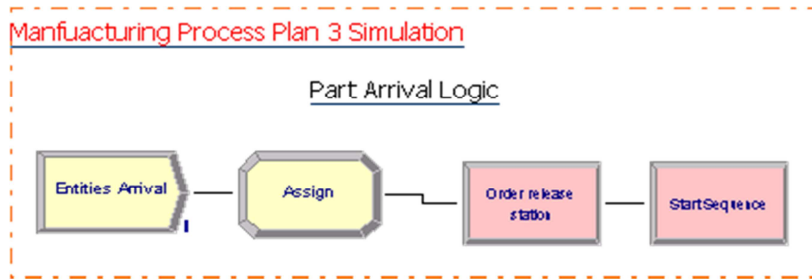 Manfuacturing Process Plan 3 Simulation
Part Arrival Logic
Entities Arrival
Assign
Order release
station
StartSequence